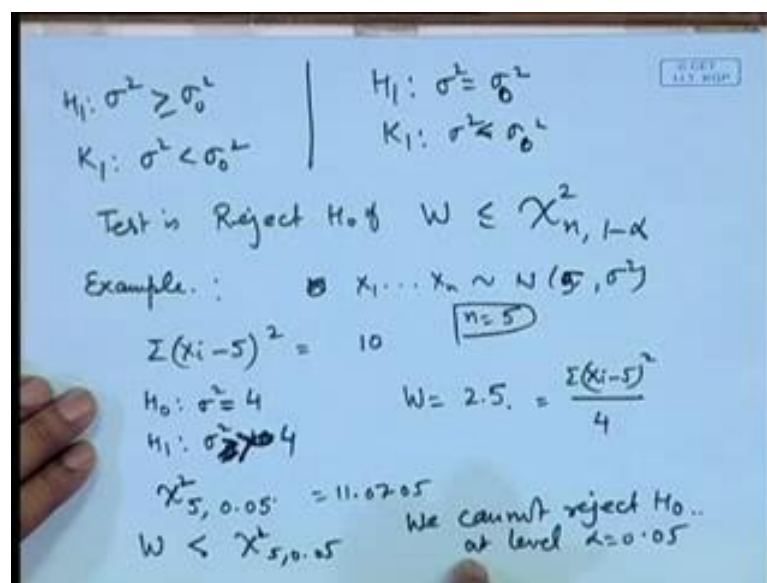 H₁: σ² ≥ σ₀²
K₁: σ² < σ₀²
H₁: σ² = σ₀²
K₁: σ² < σ₀²
Test is Reject H₀ if W ≤ χ²ₙ, ₁₋α
Example.: X₁...Xₙ ~ N(5, σ²)
Σ(xi-5)² = 10
n=5
H₀: σ² = 4
W = 2.5. = Σ(xi-5)² / 4
H₁: σ² > 4
χ²5, 0.05 = 11.0705
W < χ²5, 0.05
We cannot reject H₀..
at level α=0.05